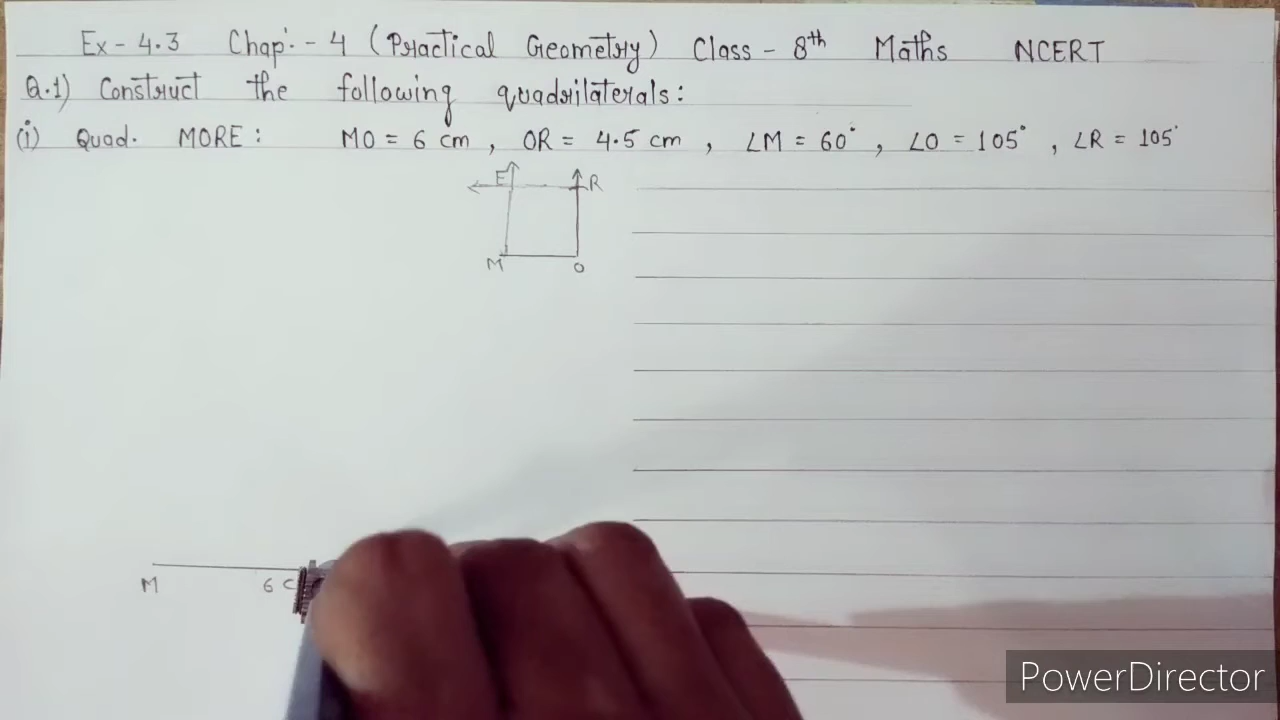 Ex - 4.3 Chap. - 4 (Practical Geometry) Class - 8th Maths NCERT
Q.1) Construct the following quadrilaterals:
(i) Quad. MORE: MO = 6 cm, OR = 4.5 cm, ∠M = 60°, ∠O = 105°, ∠R = 105°
E R
M O
M 6 C
PowerDirector